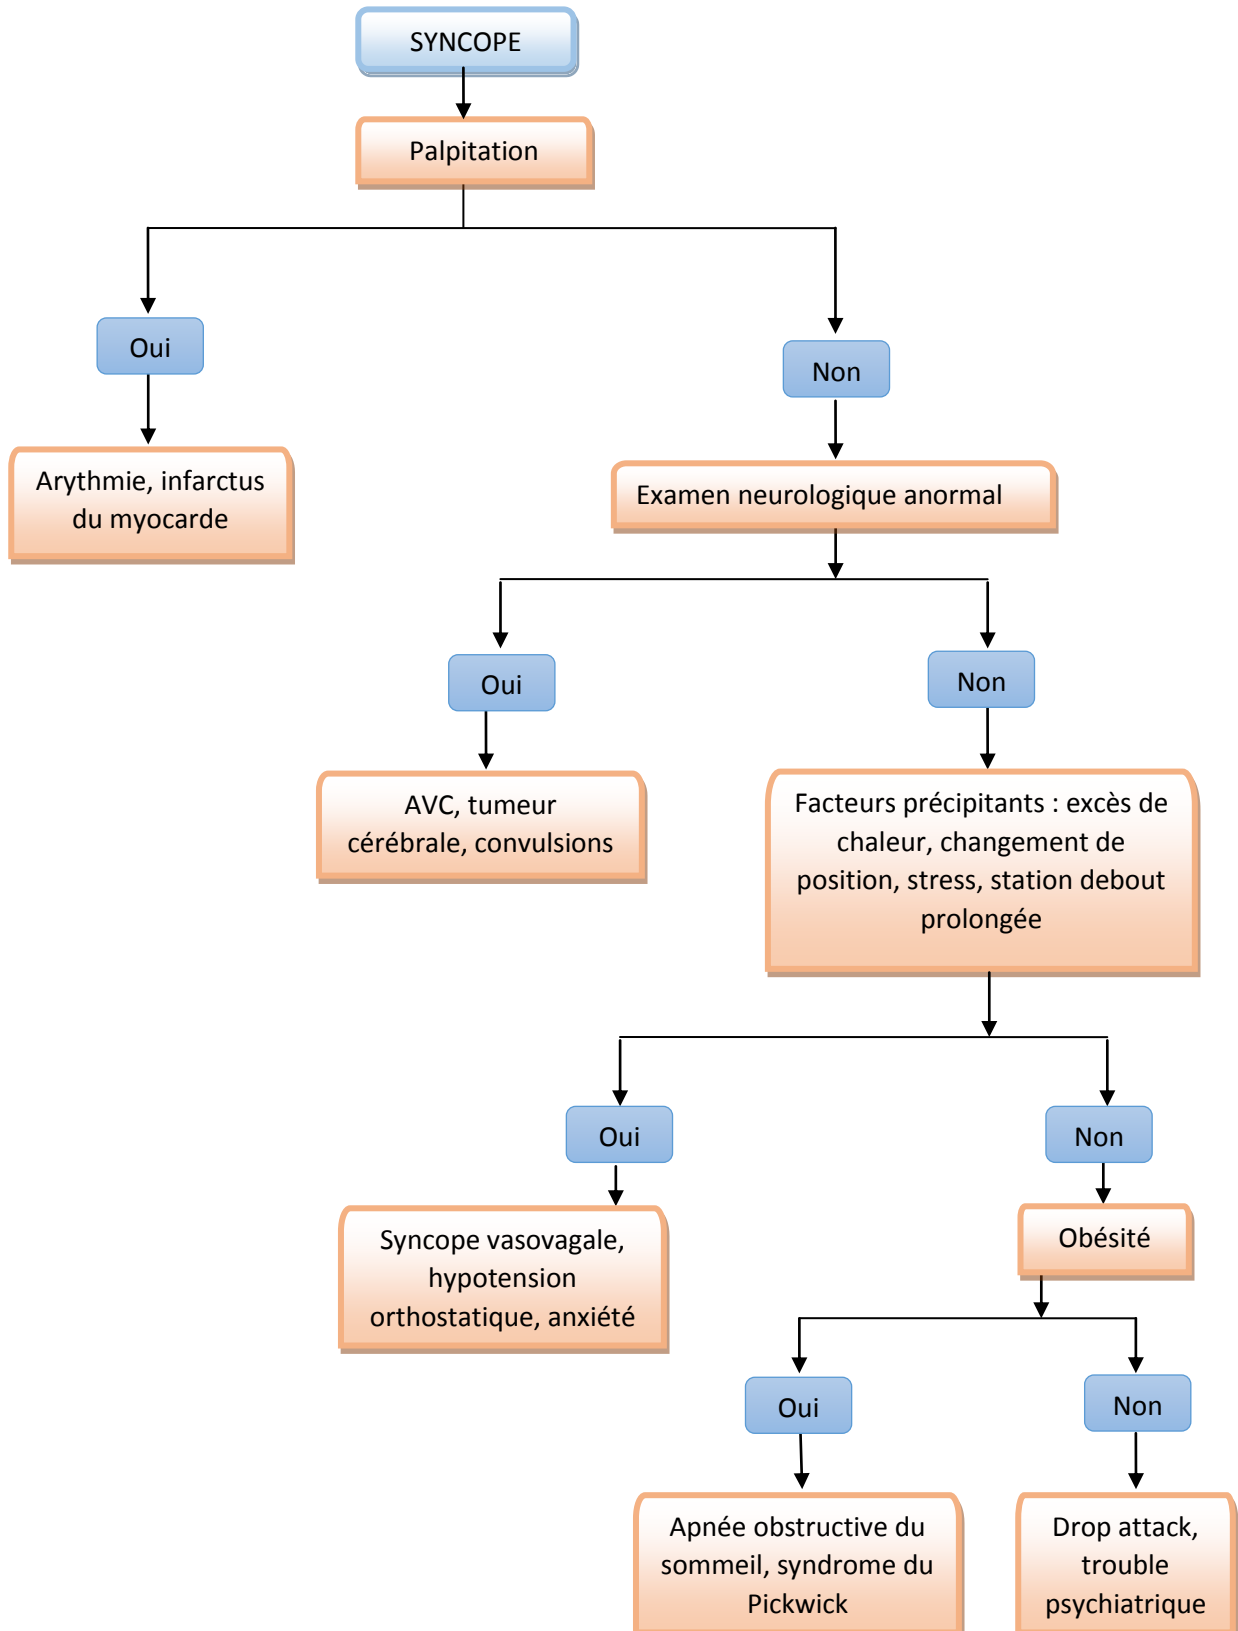 SYNCOPE
Palpitation
Oui
Non
Arythmie, infarctus
du myocarde
Examen neurologique anormal
Oui
Non
AVC, tumeur
cérébrale, convulsions
Facteurs précipitants : excès de
chaleur, changement de
position, stress, station debout
prolongée
Oui
Non
Syncope vasovagale,
hypotension
orthostatique, anxiété
Obésité
Oui
Non
Apnée obstructive du
sommeil, syndrome du
Pickwick
Drop attack,
trouble
psychiatrique